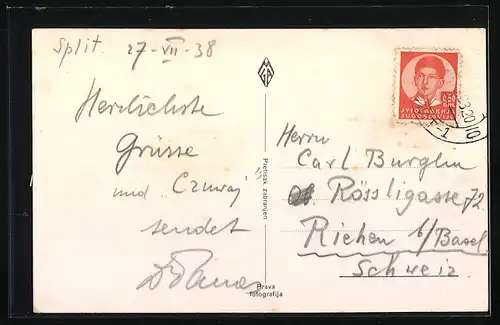 Split 27-VII-38
Herzlichste
Grüsse
und
sendet
Pretisak zabranjen
Prava
fotografija
ЈУГОСЛАВИЈА
JUGOSLAVIJA
Herrn
Carl Burgin
Rössligasse 72
Riehen b/Basel
Schweiz